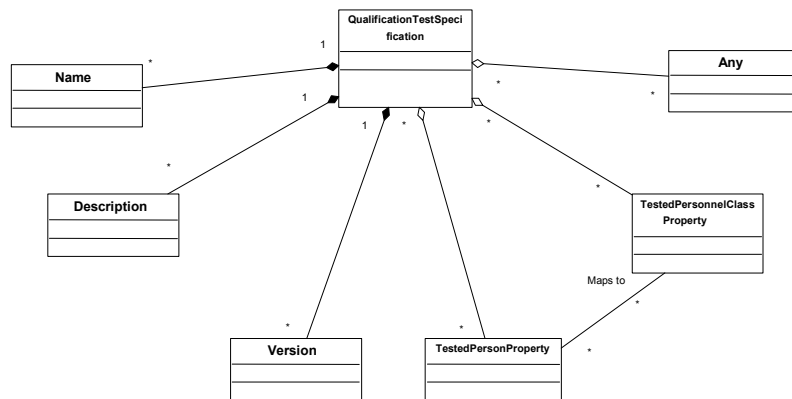 QualificationTestSpeci
fication
1
*
Name
Any
*
*
1
1
*
*
*
*
Description
TestedPersonnelClass
Property
Maps to
*
*
*
*
Version
TestedPersonProperty